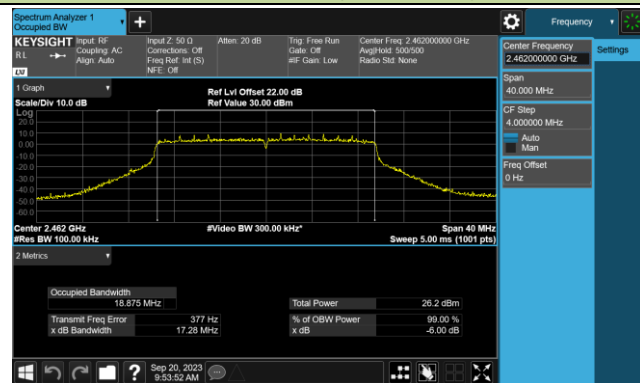 Spectrum Analyzer 1
Occupied BW
+
Frequency
KEYSIGHT
Input: RF
Input Z: 50 Ω
Atten: 20 dB
Trig: Free Run
Center Freq: 2.462000000 GHz
R L
Coupling: AC
Corrections: Off
Gate: Off
Avg|Hold: 500/500
Align: Auto
Freq Ref: Int (S)
#IF Gain: Low
Radio Std: None
NFE: Off
LXI
Center Frequency
2.462000000 GHz
Settings
Span
40.000 MHz
CF Step
4.000000 MHz
Auto
Man
Freq Offset
0 Hz
1 Graph
Ref Lvl Offset 22.00 dB
Scale/Div 10.0 dB
Ref Value 30.00 dBm
Log
20.0
10.0
0.00
-10.0
-20.0
-30.0
-40.0
-50.0
-60.0
Center 2.462 GHz
#Video BW 300.00 kHz*
Span 40 MHz
#Res BW 100.00 kHz
Sweep 5.00 ms (1001 pts)
2 Metrics
Occupied Bandwidth
18.875 MHz
Total Power
26.2 dBm
Transmit Freq Error
377 Hz
% of OBW Power
99.00 %
x dB Bandwidth
17.28 MHz
x dB
-6.00 dB
?
Sep 20, 2023
9:53:52 AM